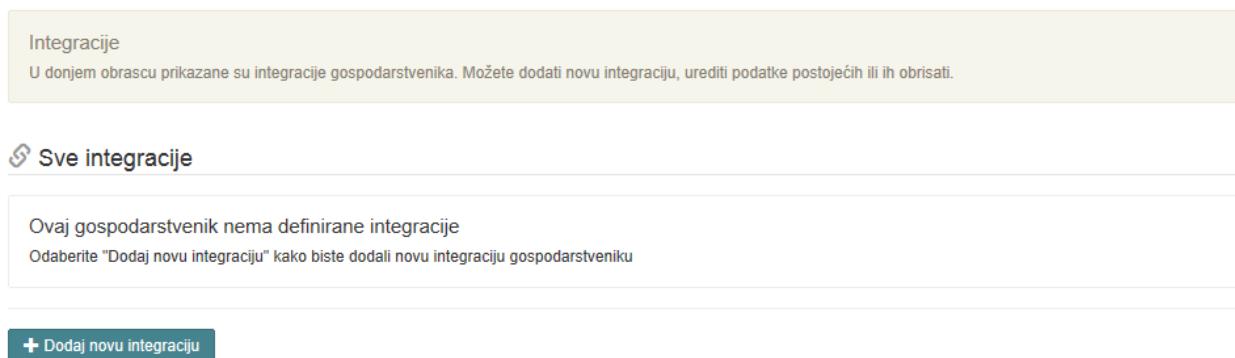 Integracije
U donjem obrascu prikazane su integracije gospodarstvenika. Možete dodati novu integraciju, urediti podatke postojećih ili ih obrisati.
Sve integracije
Ovaj gospodarstvenik nema definirane integracije
Odaberite "Dodaj novu integraciju" kako biste dodali novu integraciju gospodarstveniku
Dodaj novu integraciju